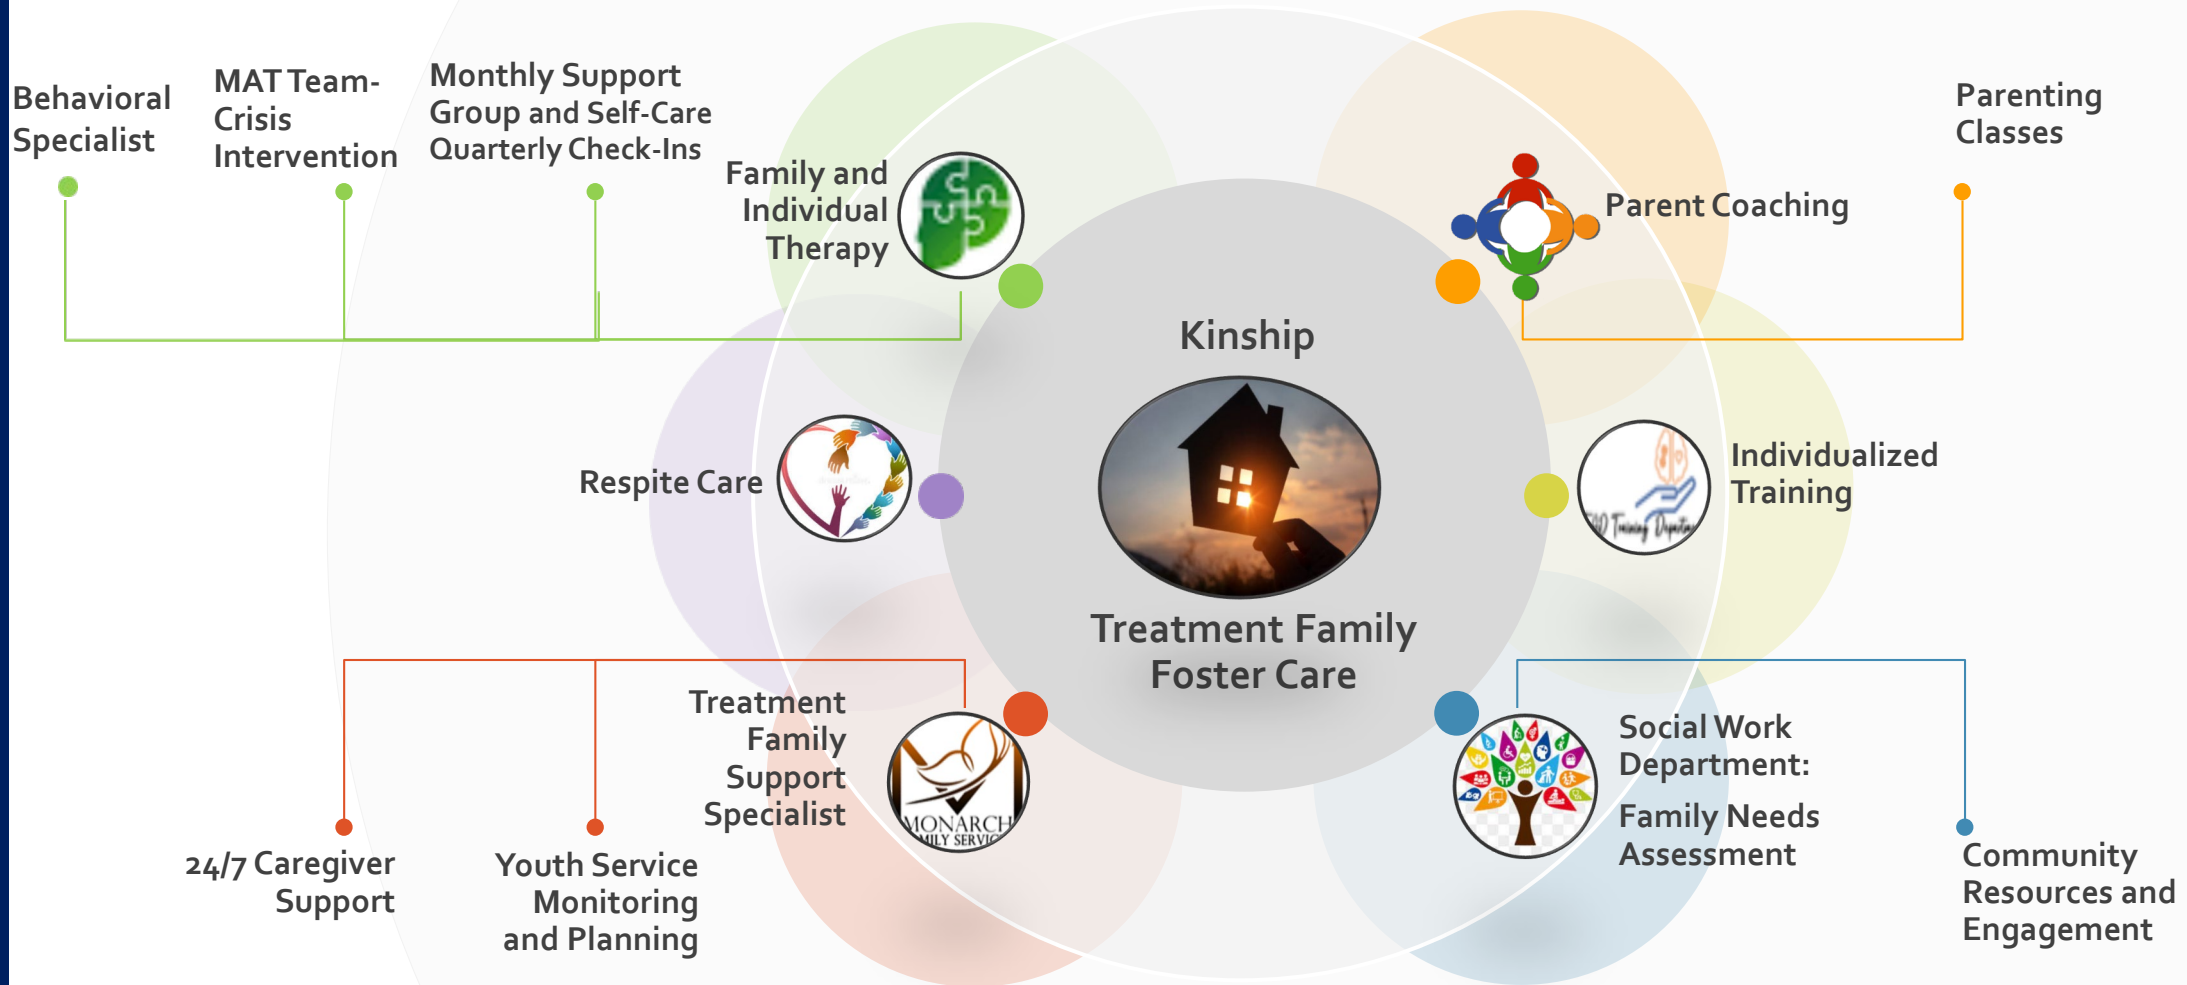 Behavioral
Specialist
MAT Team-
Crisis
Intervention
Monthly Support
Group and Self-Care
Quarterly Check-Ins
Family and
Individual
Therapy
Parent Coaching
Parenting
Classes
Kinship
Treatment Family
Foster Care
Respite Care
Individualized
Training
Training
Treatment
Family
Support
Specialist
MONARCH
24/7 Caregiver
Support
Youth Service
Monitoring
and Planning
Social Work
Department:
Family Needs
Assessment
Community
Resources and
Engagement